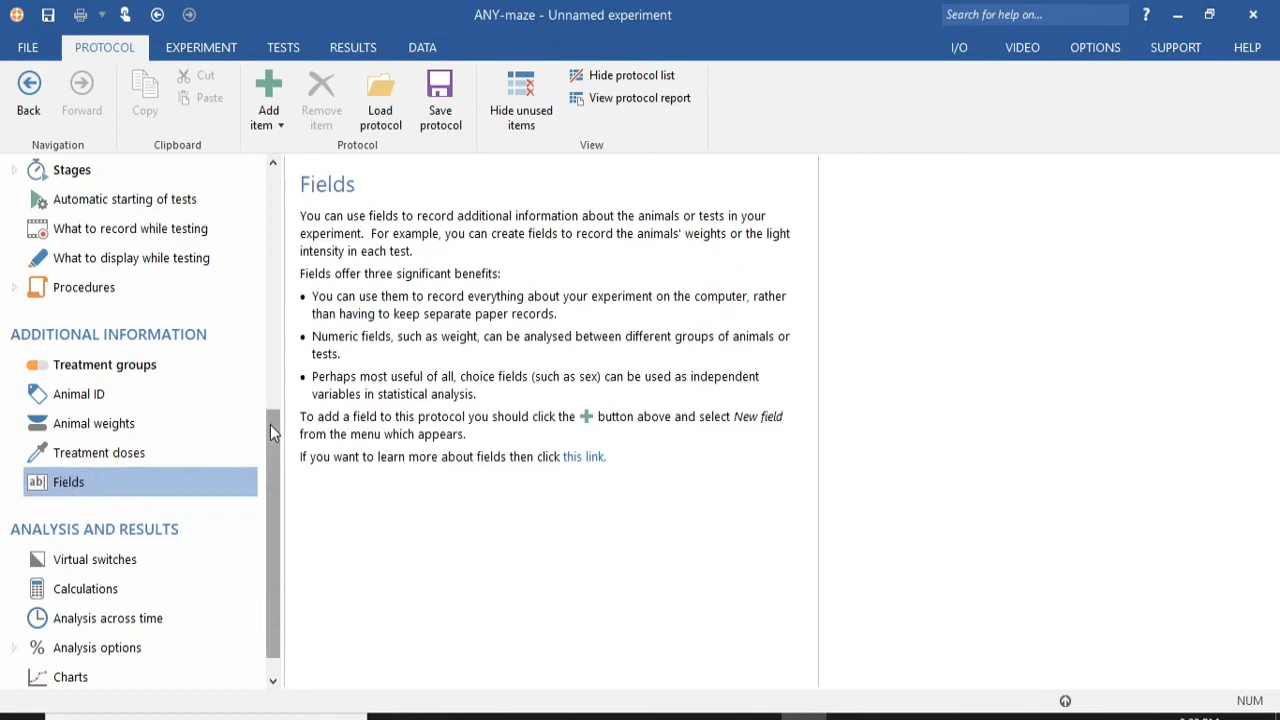 ANY-maze - Unnamed experiment
Search for help on...
?
FILE
PROTOCOL
EXPERIMENT
TESTS
RESULTS
DATA
I/O
VIDEO
OPTIONS
SUPPORT
HELP
Back
Forward
Navigation
Copy
Cut
Paste
Clipboard
Add
item
Remove
item
Load
protocol
Save
protocol
Protocol
Hide unused
items
Hide protocol list
View protocol report
View
Stages
Automatic starting of tests
What to record while testing
What to display while testing
Procedures
ADDITIONAL INFORMATION
Treatment groups
Animal ID
Animal weights
Treatment doses
ab| Fields
ANALYSIS AND RESULTS
Virtual switches
Calculations
Analysis across time
% Analysis options
Charts
Fields
You can use fields to record additional information about the animals or tests in your
experiment. For example, you can create fields to record the animals' weights or the light
intensity in each test.
Fields offer three significant benefits:
• You can use them to record everything about your experiment on the computer, rather
than having to keep separate paper records.
• Numeric fields, such as weight, can be analysed between different groups of animals or
tests.
• Perhaps most useful of all, choice fields (such as sex) can be used as independent
variables in statistical analysis.
To add a field to this protocol you should click the + button above and select New field
from the menu which appears.
If you want to learn more about fields then click this link.
NUM